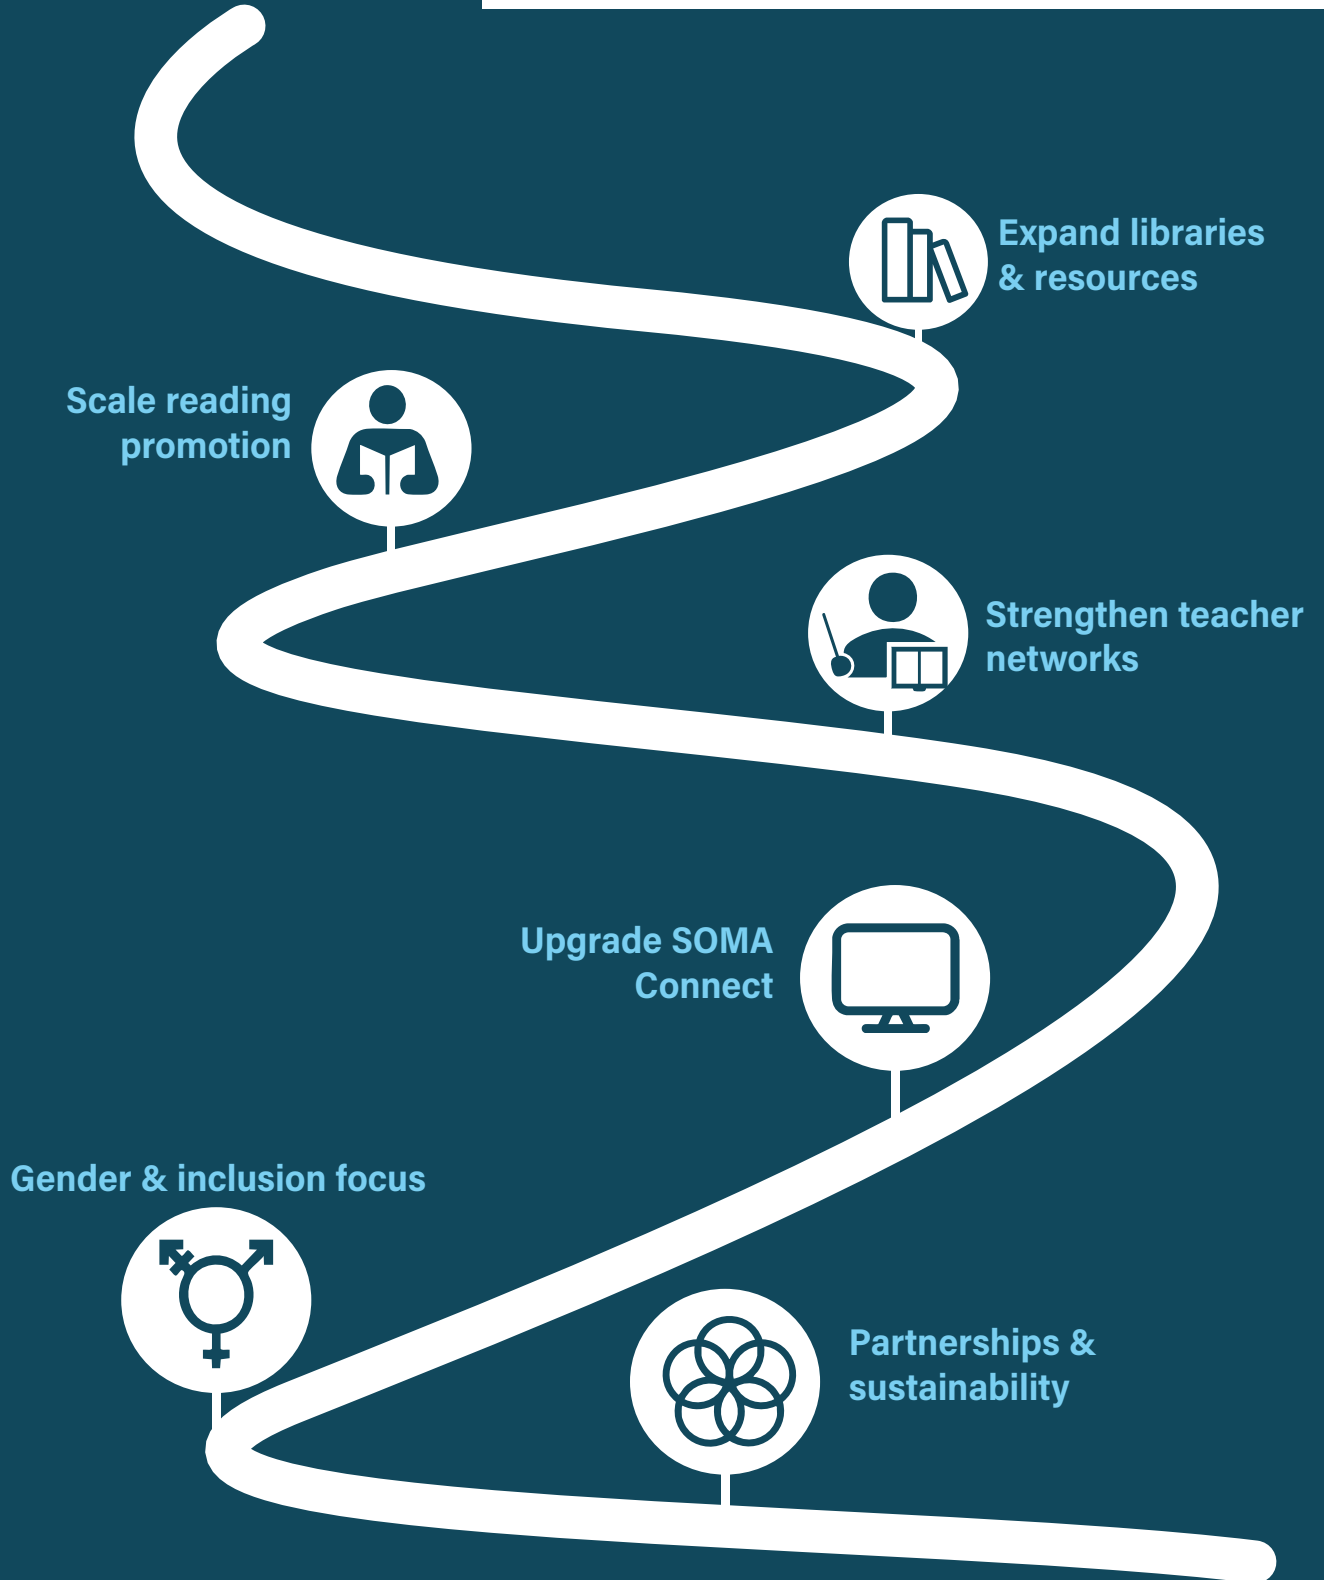 Expand libraries
& resources
Scale reading
promotion
Strengthen teacher
networks
Upgrade SOMA
Connect
Gender & inclusion focus
Partnerships &
sustainability